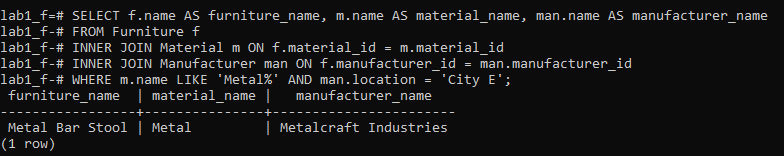 lab1_f=# SELECT f.name AS furniture_name, m.name AS material_name, man.name AS manufacturer_name
lab1_f-# FROM Furniture f
lab1_f-# INNER JOIN Material m ON f.material_id = m.material_id
lab1_f-# INNER JOIN Manufacturer man ON f.manufacturer_id = man.manufacturer_id
lab1_f-# WHERE m.name LIKE 'Metal%' AND man.location = 'City E';
 furniture_name  | material_name |   manufacturer_name
-----------------+---------------+-----------------------
 Metal Bar Stool | Metal         | Metalcraft Industries
(1 row)